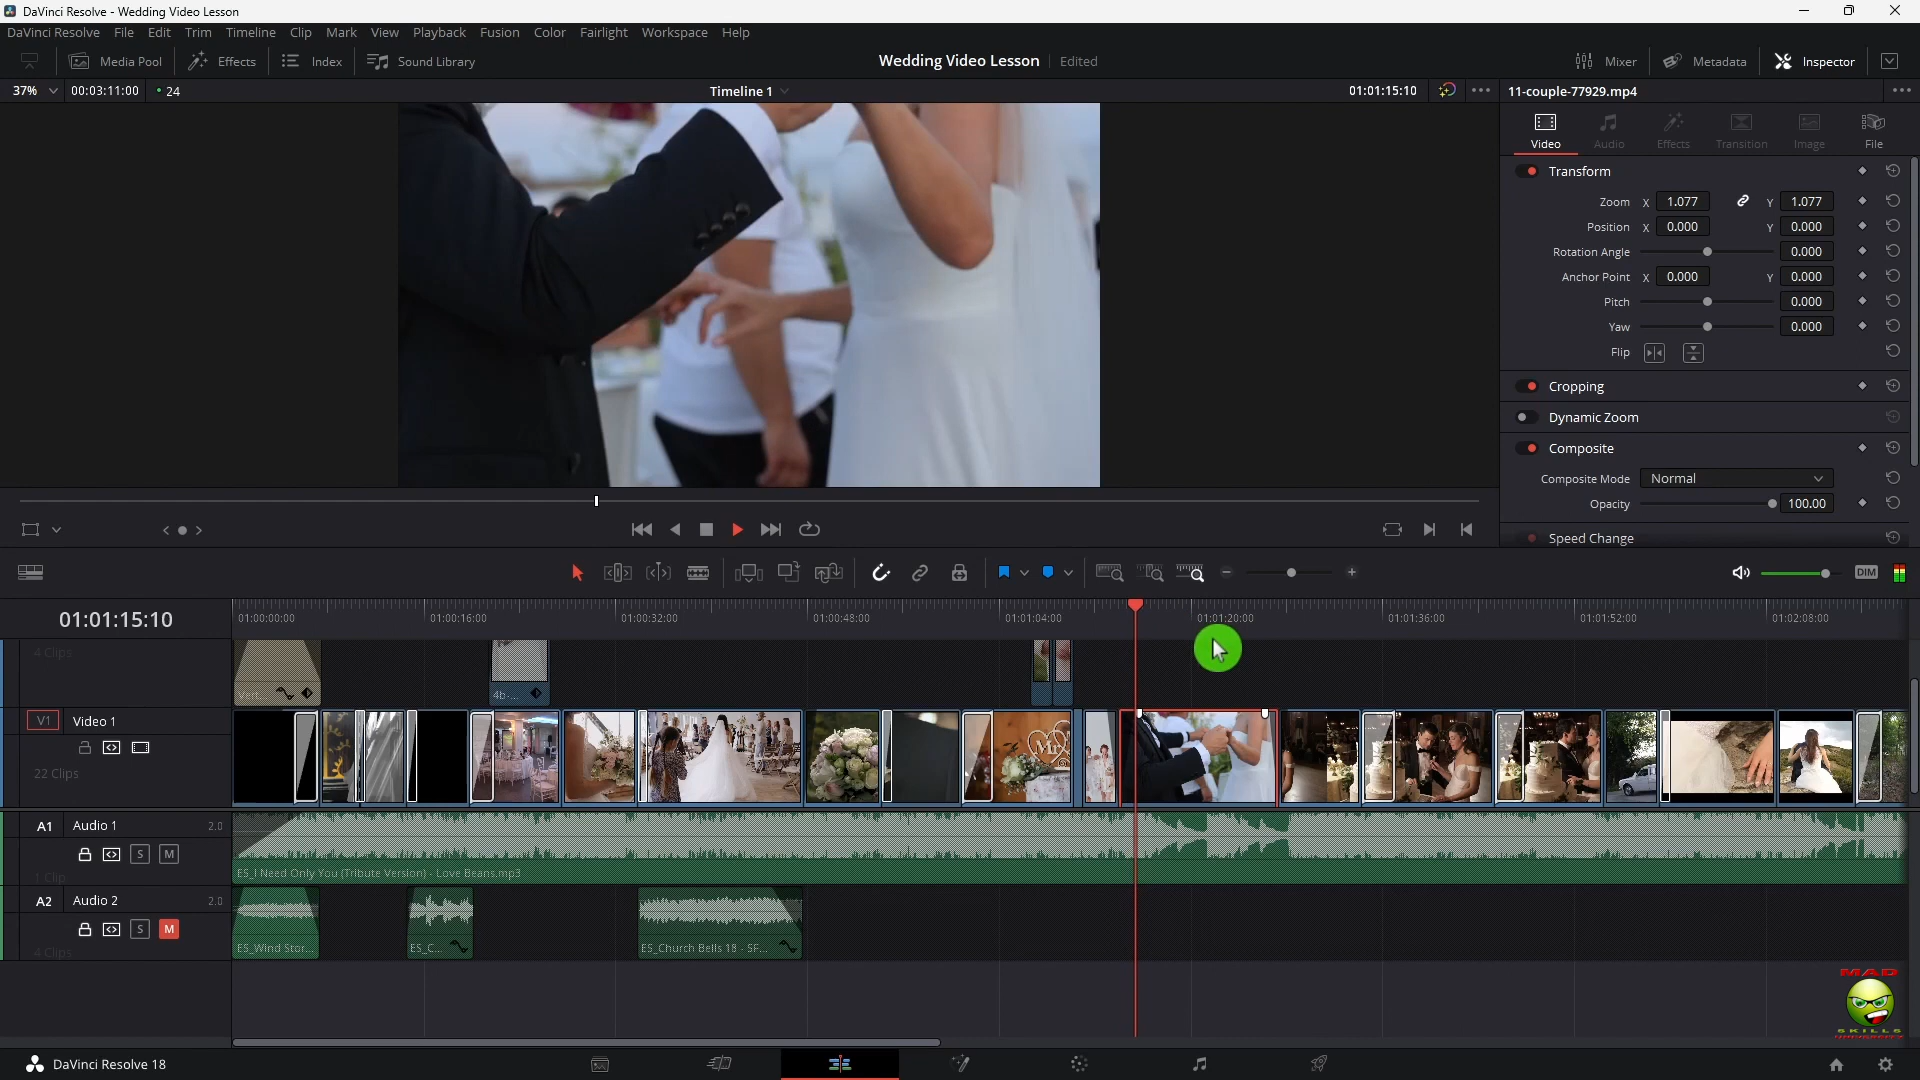 DaVinci Resolve - Wedding Video Lesson
DaVinci Resolve File Edit Trim Timeline Clip Mark View Playback Fusion Color Fairlight Workspace Help
Media Pool Effects Index Sound Library Wedding Video Lesson Edited Mixer Metadata Inspector
37% 00:03:11:00 24 Timeline 1 01:01:15:10 11-couple-77929.mp4
Video Audio Effects Transition Image File
Transform
Zoom X 1.077 Y 1.077
Position X 0.000 Y 0.000
Rotation Angle 0.000
Anchor Point X 0.000 Y 0.000
Pitch 0.000
Yaw 0.000
Flip
Cropping
Dynamic Zoom
Composite
Composite Mode Normal
Opacity 100.00
Speed Change
DIM
01:01:15:10 01:00:00:00 01:00:16:00 01:00:32:00 01:00:48:00 01:01:04:00 01:01:20:00 01:01:36:00 01:01:52:00 01:02:08:00
4 Clips
4b-...
V1 Video 1
22 Clips
Mr
A1 Audio 1 2.0
S M
ES_I Need Only You (Tribute Version) - Love Beans.mp3
1 Clip
A2 Audio 2 2.0
S M
ES_Wind Stor... ES_C... ES_Church Bells 18 - SF...
4 Clips
MAD
SKILLS
DaVinci Resolve 18